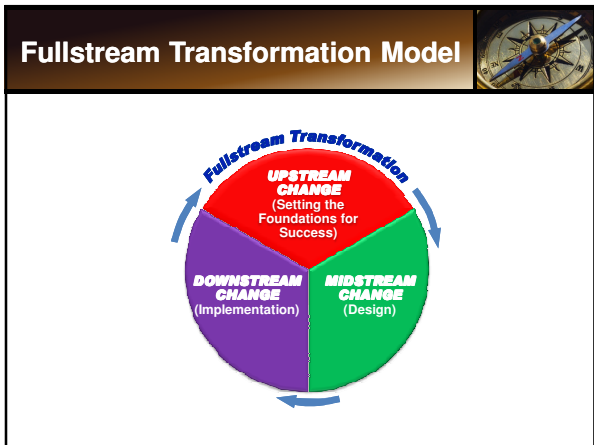 Fullstream Transformation Model
Fullstream Transformation
UPSTREAM
CHANGE
(Setting the
Foundations for
Success)
DOWNSTREAM
CHANGE
(Implementation)
MIDSTREAM
CHANGE
(Design)